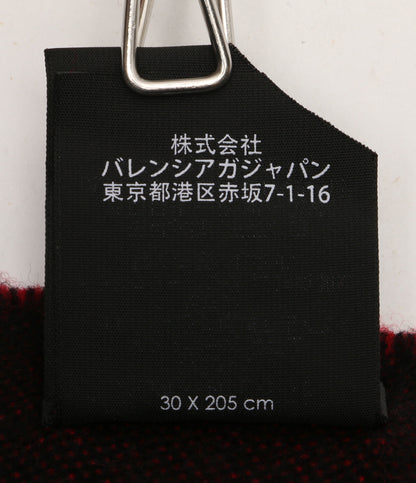 株式会社
バレンシアガジャパン
東京都港区赤坂7-1-16
30 X 205 cm